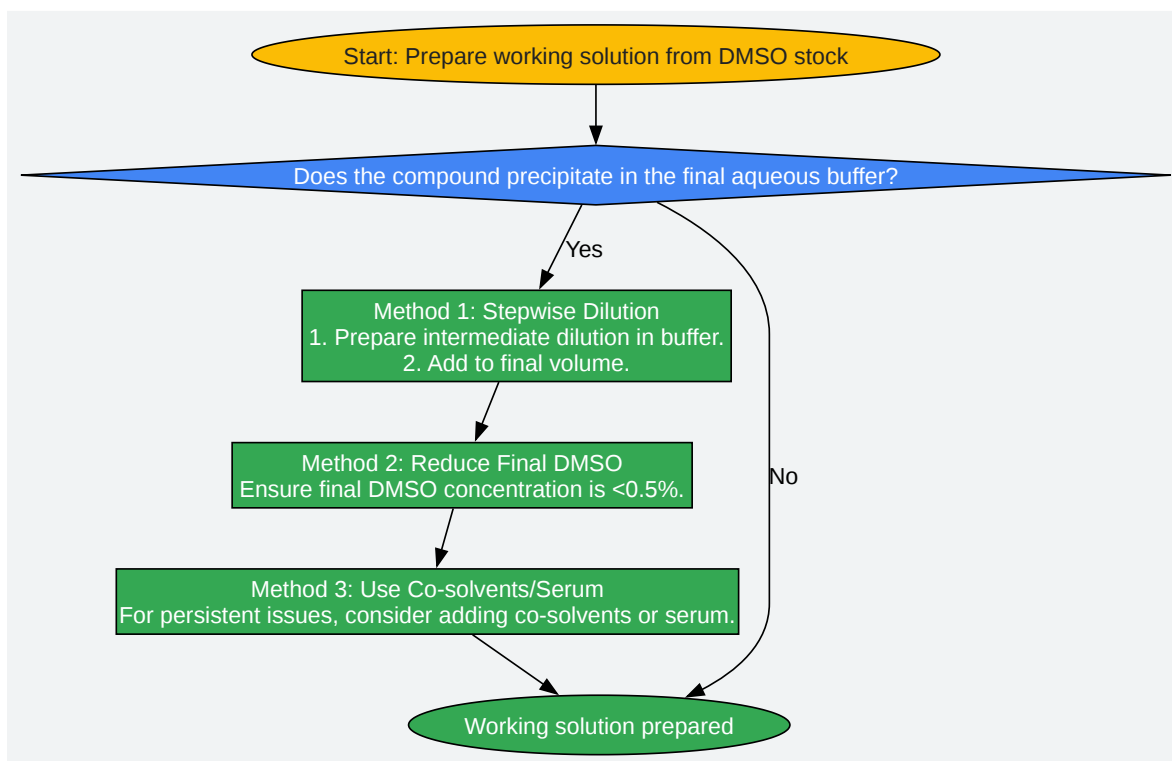 Start: Prepare working solution from DMSO stock
Does the compound precipitate in the final aqueous buffer?
Yes
Method 1: Stepwise Dilution
1. Prepare intermediate dilution in buffer.
2. Add to final volume.
Method 2: Reduce Final DMSO
Ensure final DMSO concentration is <0.5%.
No
Method 3: Use Co-solvents/Serum
For persistent issues, consider adding co-solvents or serum.
Working solution prepared